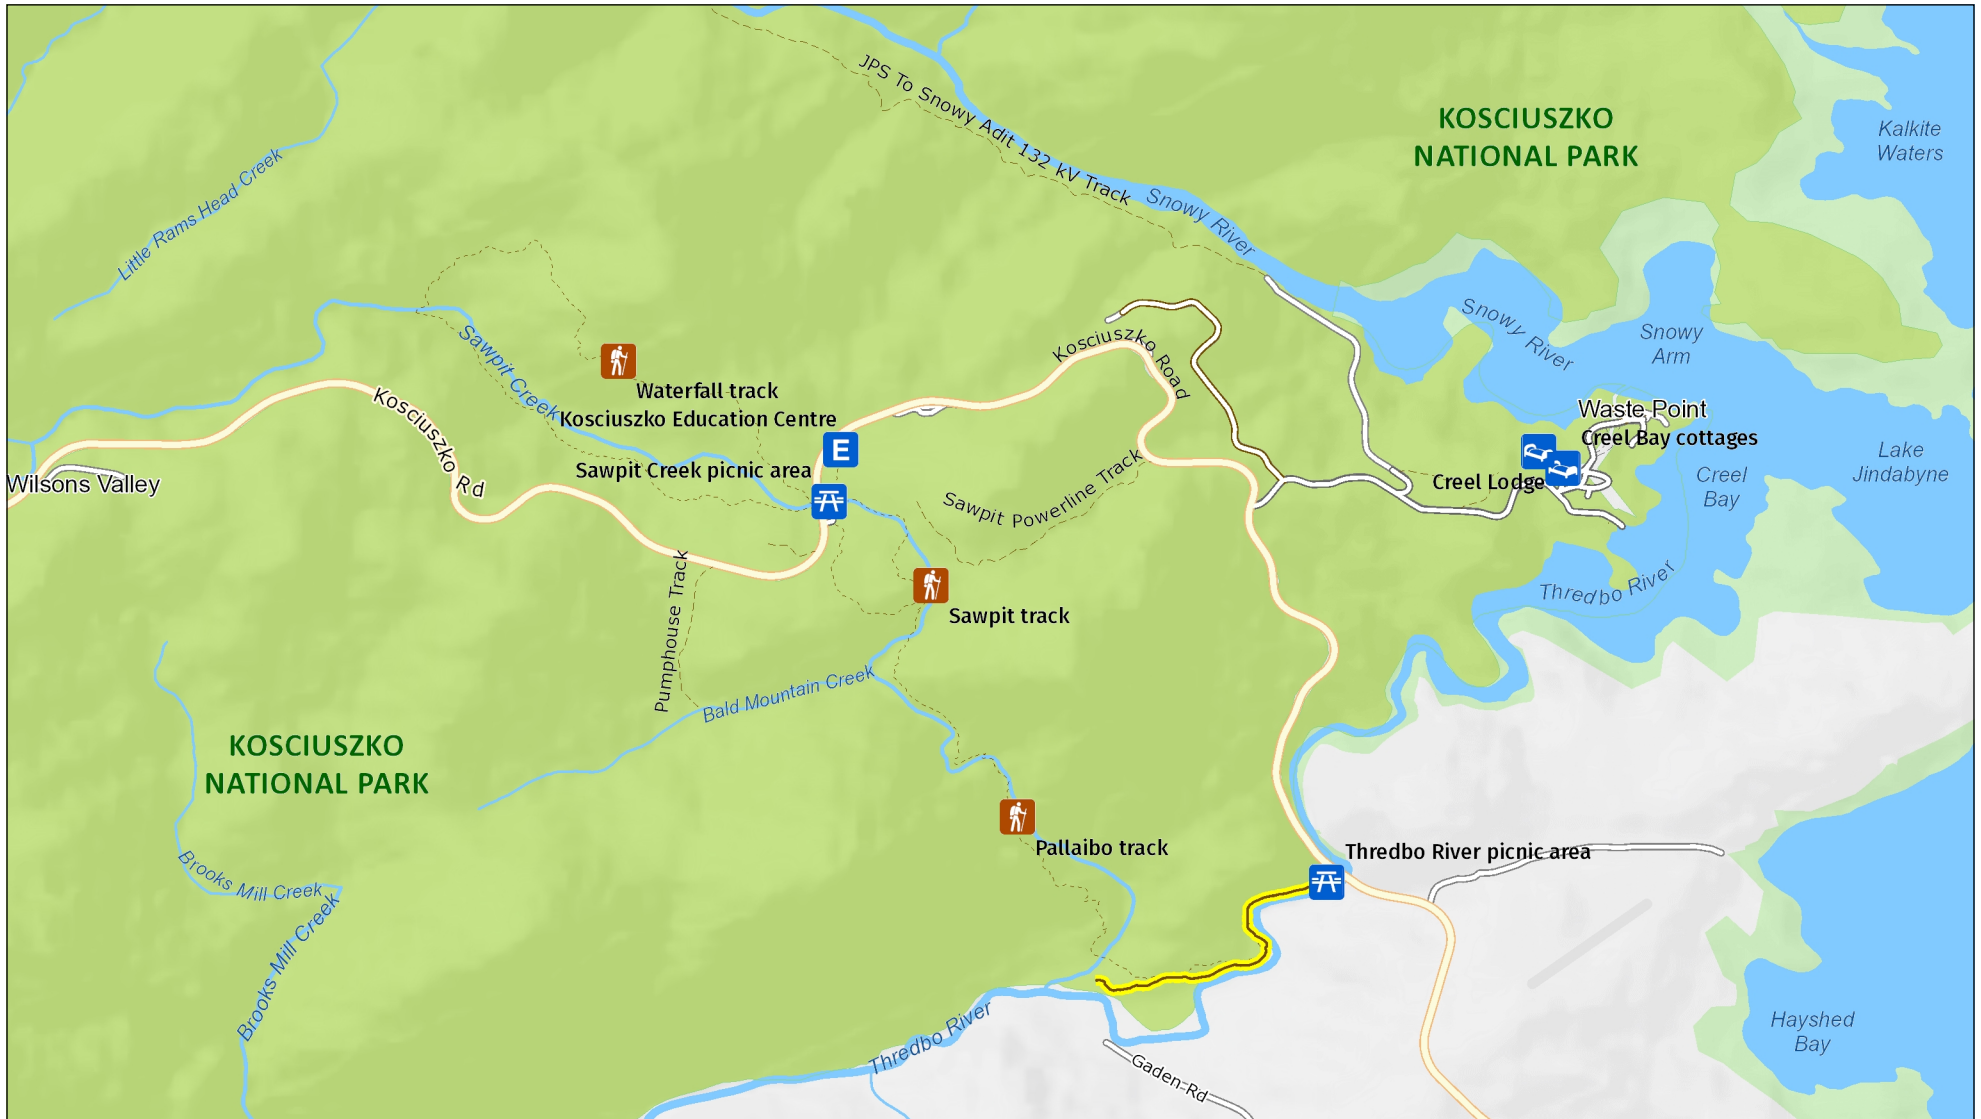 JPS To Snowy Adit 132 kV Track
KOSCIUSZKO
NATIONAL PARK
Kalkite
Waters
Little Rams Head Creek
Snowy River
Snowy River
Snowy
Arm
Sawpit Creek
Kosciuszko Road
Waterfall track
Kosciuszko Education Centre
E
Kosciuszko Rd
Waste Point
Creel Bay cottages
Lake
Jindabyne
Sawpit Creek picnic area
Wilsons Valley
Creel Lodge
Creel
Bay
Sawpit Powerline Track
Thredbo River
Pumphouse Track
Sawpit track
Bald Mountain Creek
KOSCIUSZKO
NATIONAL PARK
Pallaibo track
Thredbo River picnic area
Brooks Mill Creek
Brooks Mill Creek
Thredbo River
Hayshed
Bay
Gaden Rd